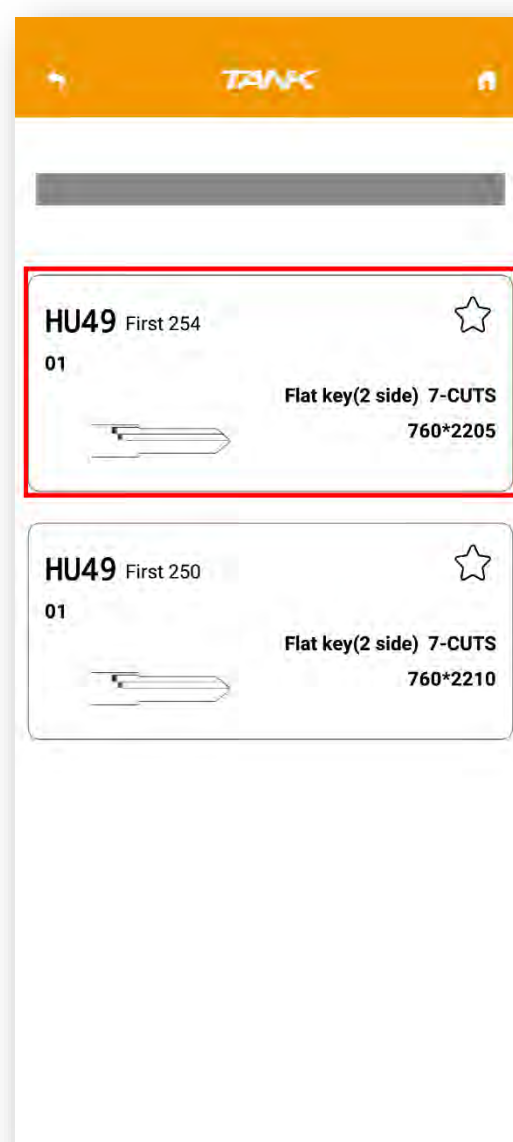 TANK
HU49 First 254
01
Flat key(2 side) 7-CUTS
760*2205
HU49 First 250
01
Flat key(2 side) 7-CUTS
760*2210